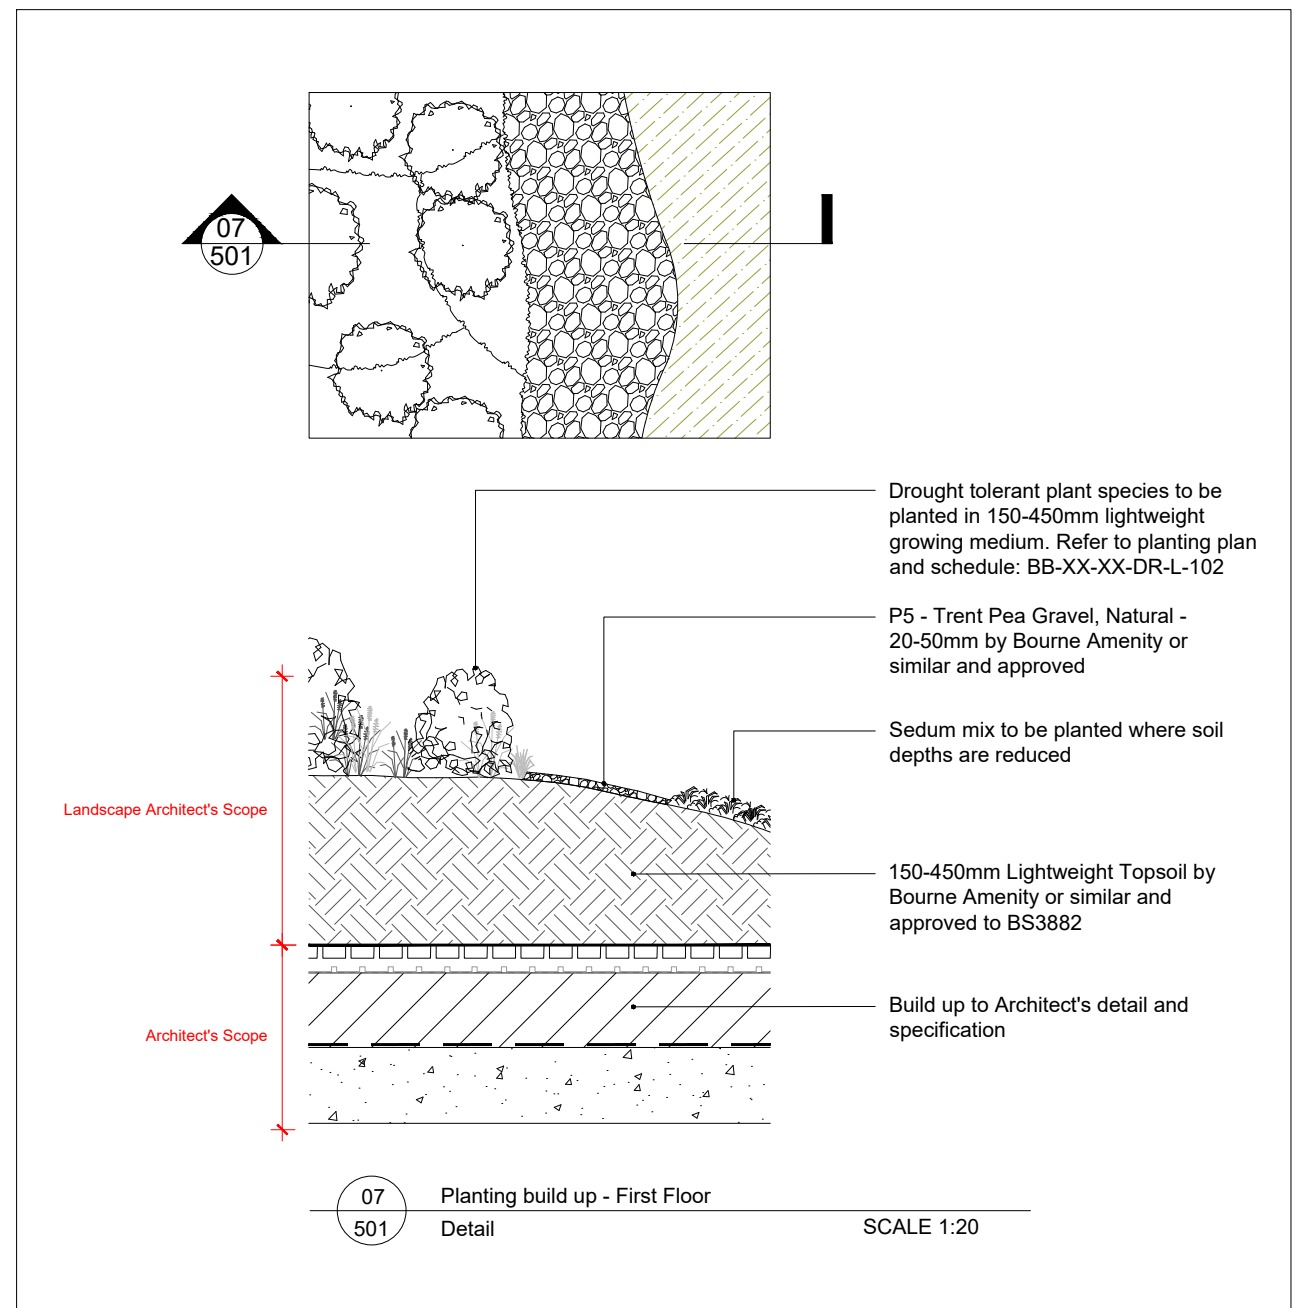 07
501
Drought tolerant plant species to be
planted in 150-450mm lightweight
growing medium. Refer to planting plan
and schedule: BB-XX-XX-DR-L-102
P5 - Trent Pea Gravel, Natural -
20-50mm by Bourne Amenity or
similar and approved
Sedum mix to be planted where soil
depths are reduced
Landscape Architect's Scope
150-450mm Lightweight Topsoil by
Bourne Amenity or similar and
approved to BS3882
Build up to Architect's detail and
specification
Architect's Scope
07
Planting build up - First Floor
501
Detail
SCALE 1:20